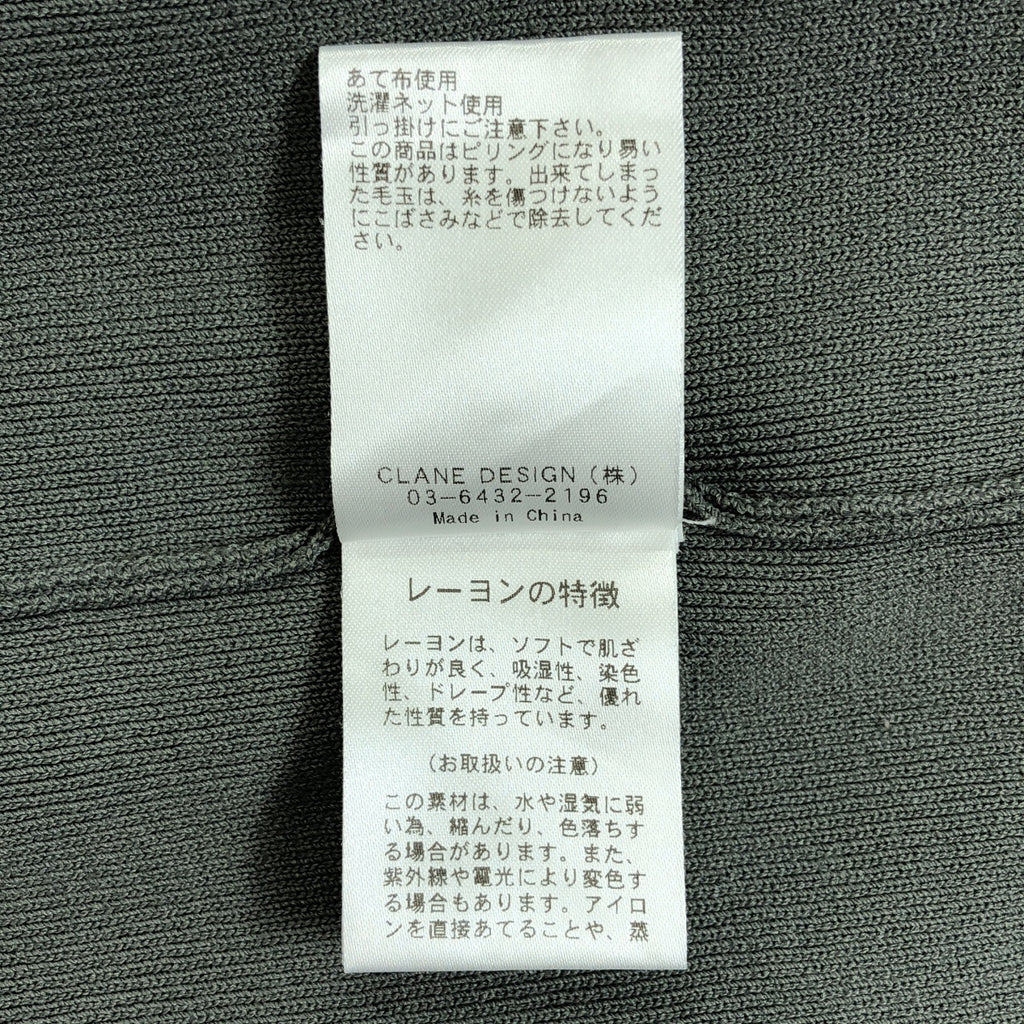 あて布使用
洗濯ネット使用
引っ掛けにご注意下さい。
この商品はピリングになり易い
性質があります。出来てしまっ
た毛玉は、糸を傷つけないよう
にこばさみなどで除去してくだ
さい。
CLANE DESIGN(株)
03-6432-2196
Made in China
レーヨンの特徴
レーヨンは、ソフトで肌ざ
わりが良く、吸湿性、染色
性、ドレープ性など、優れ
た性質を持っています。
(お取扱いの注意)
この素材は、水や湿気に弱
い為、縮んだり、色落ちす
る場合があります。また、
紫外線や電光により変色す
る場合もあります。アイロ
ンを直接あてることや、蒸